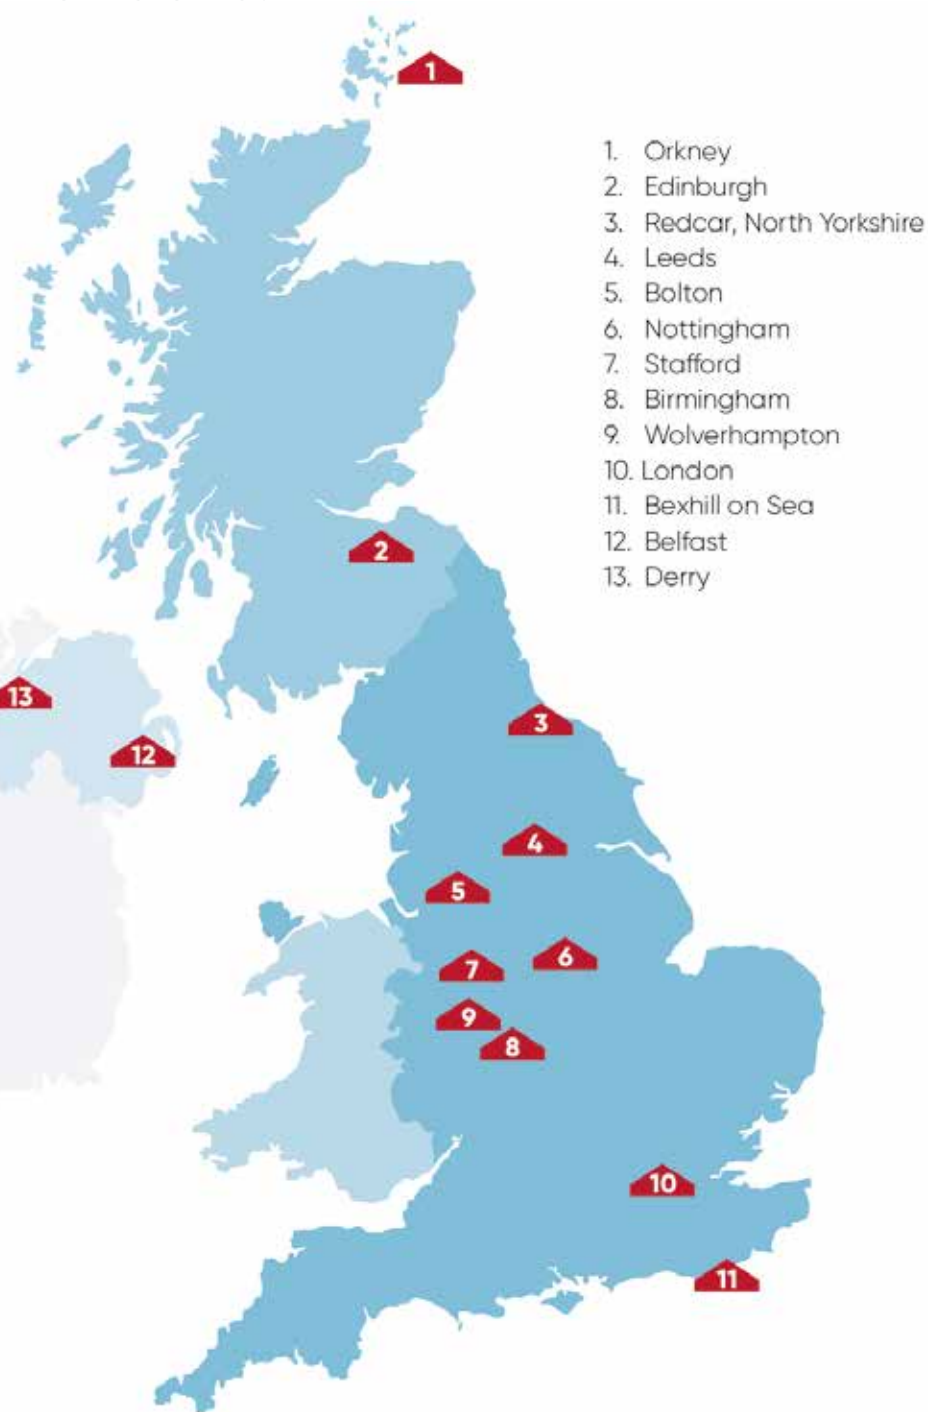 1
1. Orkney
2. Edinburgh
3. Redcar, North Yorkshire
4. Leeds
5. Bolton
6. Nottingham
7. Stafford
8. Birmingham
9. Wolverhampton
10. London
11. Bexhill on Sea
12. Belfast
13. Derry
2
13
3
12
4
5
6
7
9
8
10
11